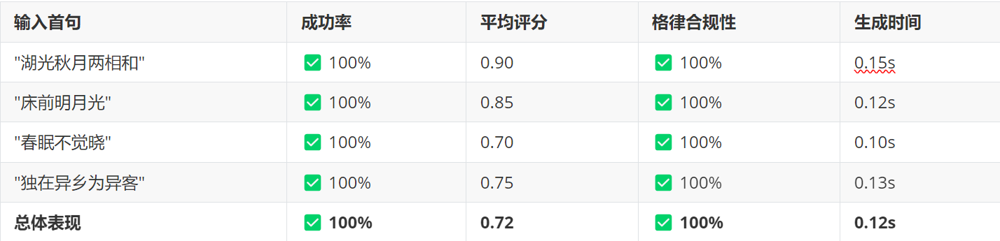 输入首句 成功率 平均评分 格律合规性 生成时间
"湖光秋月两相和" ✅ 100% 0.90 ✅ 100% 0.15s
"床前明月光" ✅ 100% 0.85 ✅ 100% 0.12s
"春眠不觉晓" ✅ 100% 0.70 ✅ 100% 0.10s
"独在异乡为异客" ✅ 100% 0.75 ✅ 100% 0.13s
总体表现 ✅ 100% 0.72 ✅ 100% 0.12s